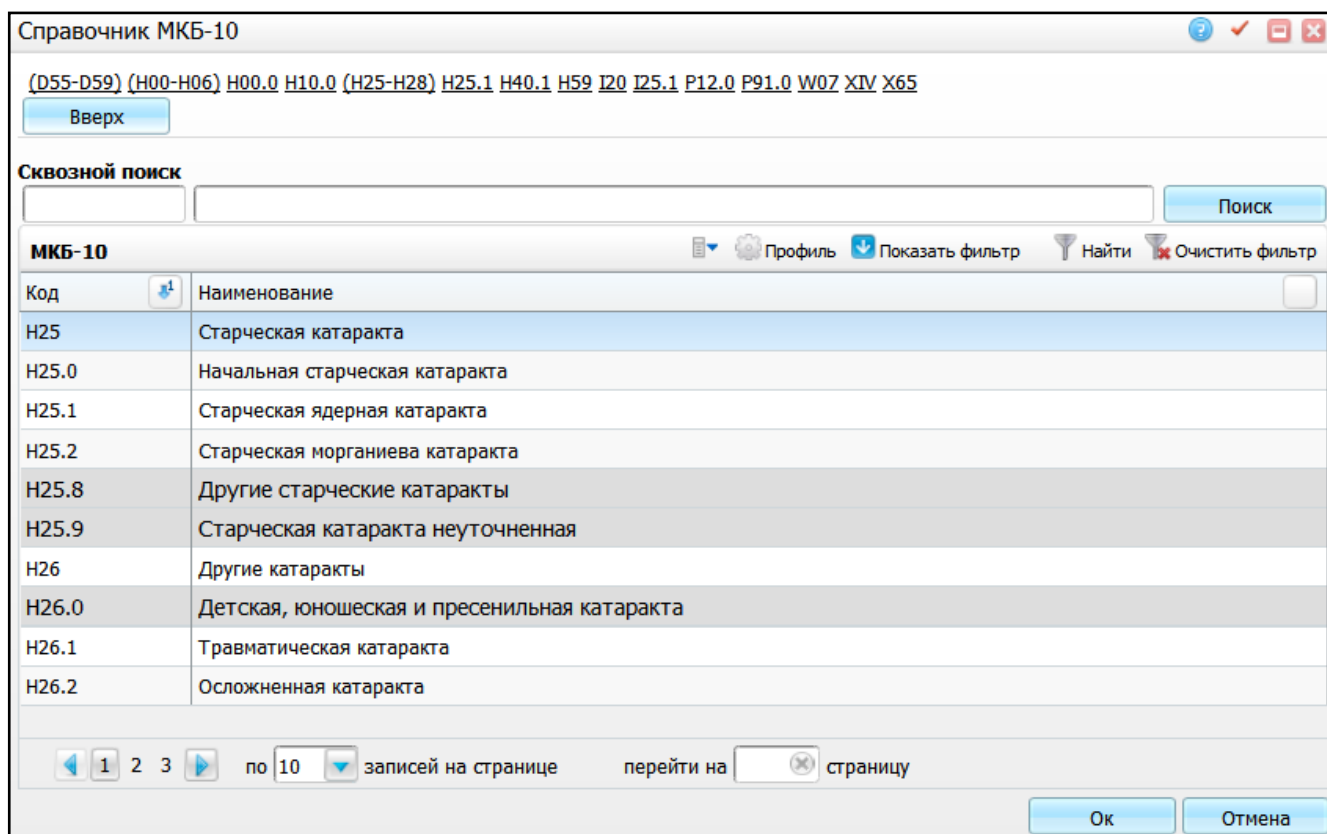 Справочник МКБ-10
(D55-D59) (H00-H06) H00.0 H10.0 (H25-H28) H25.1 H40.1 H59 I20 I25.1 P12.0 P91.0 W07 XIV X65
Вверх
Сквозной поиск
Поиск
МКБ-10 Профиль Показать фильтр Найти Очистить фильтр
Код 1 Наименование
H25 Старческая катаракта
H25.0 Начальная старческая катаракта
H25.1 Старческая ядерная катаракта
H25.2 Старческая морганиева катаракта
H25.8 Другие старческие катаракты
H25.9 Старческая катаракта неуточненная
H26 Другие катаракты
H26.0 Детская, юношеская и пресенильная катаракта
H26.1 Травматическая катаракта
H26.2 Осложненная катаракта
1 2 3 по 10 записей на странице перейти на страницу
Ок Отмена